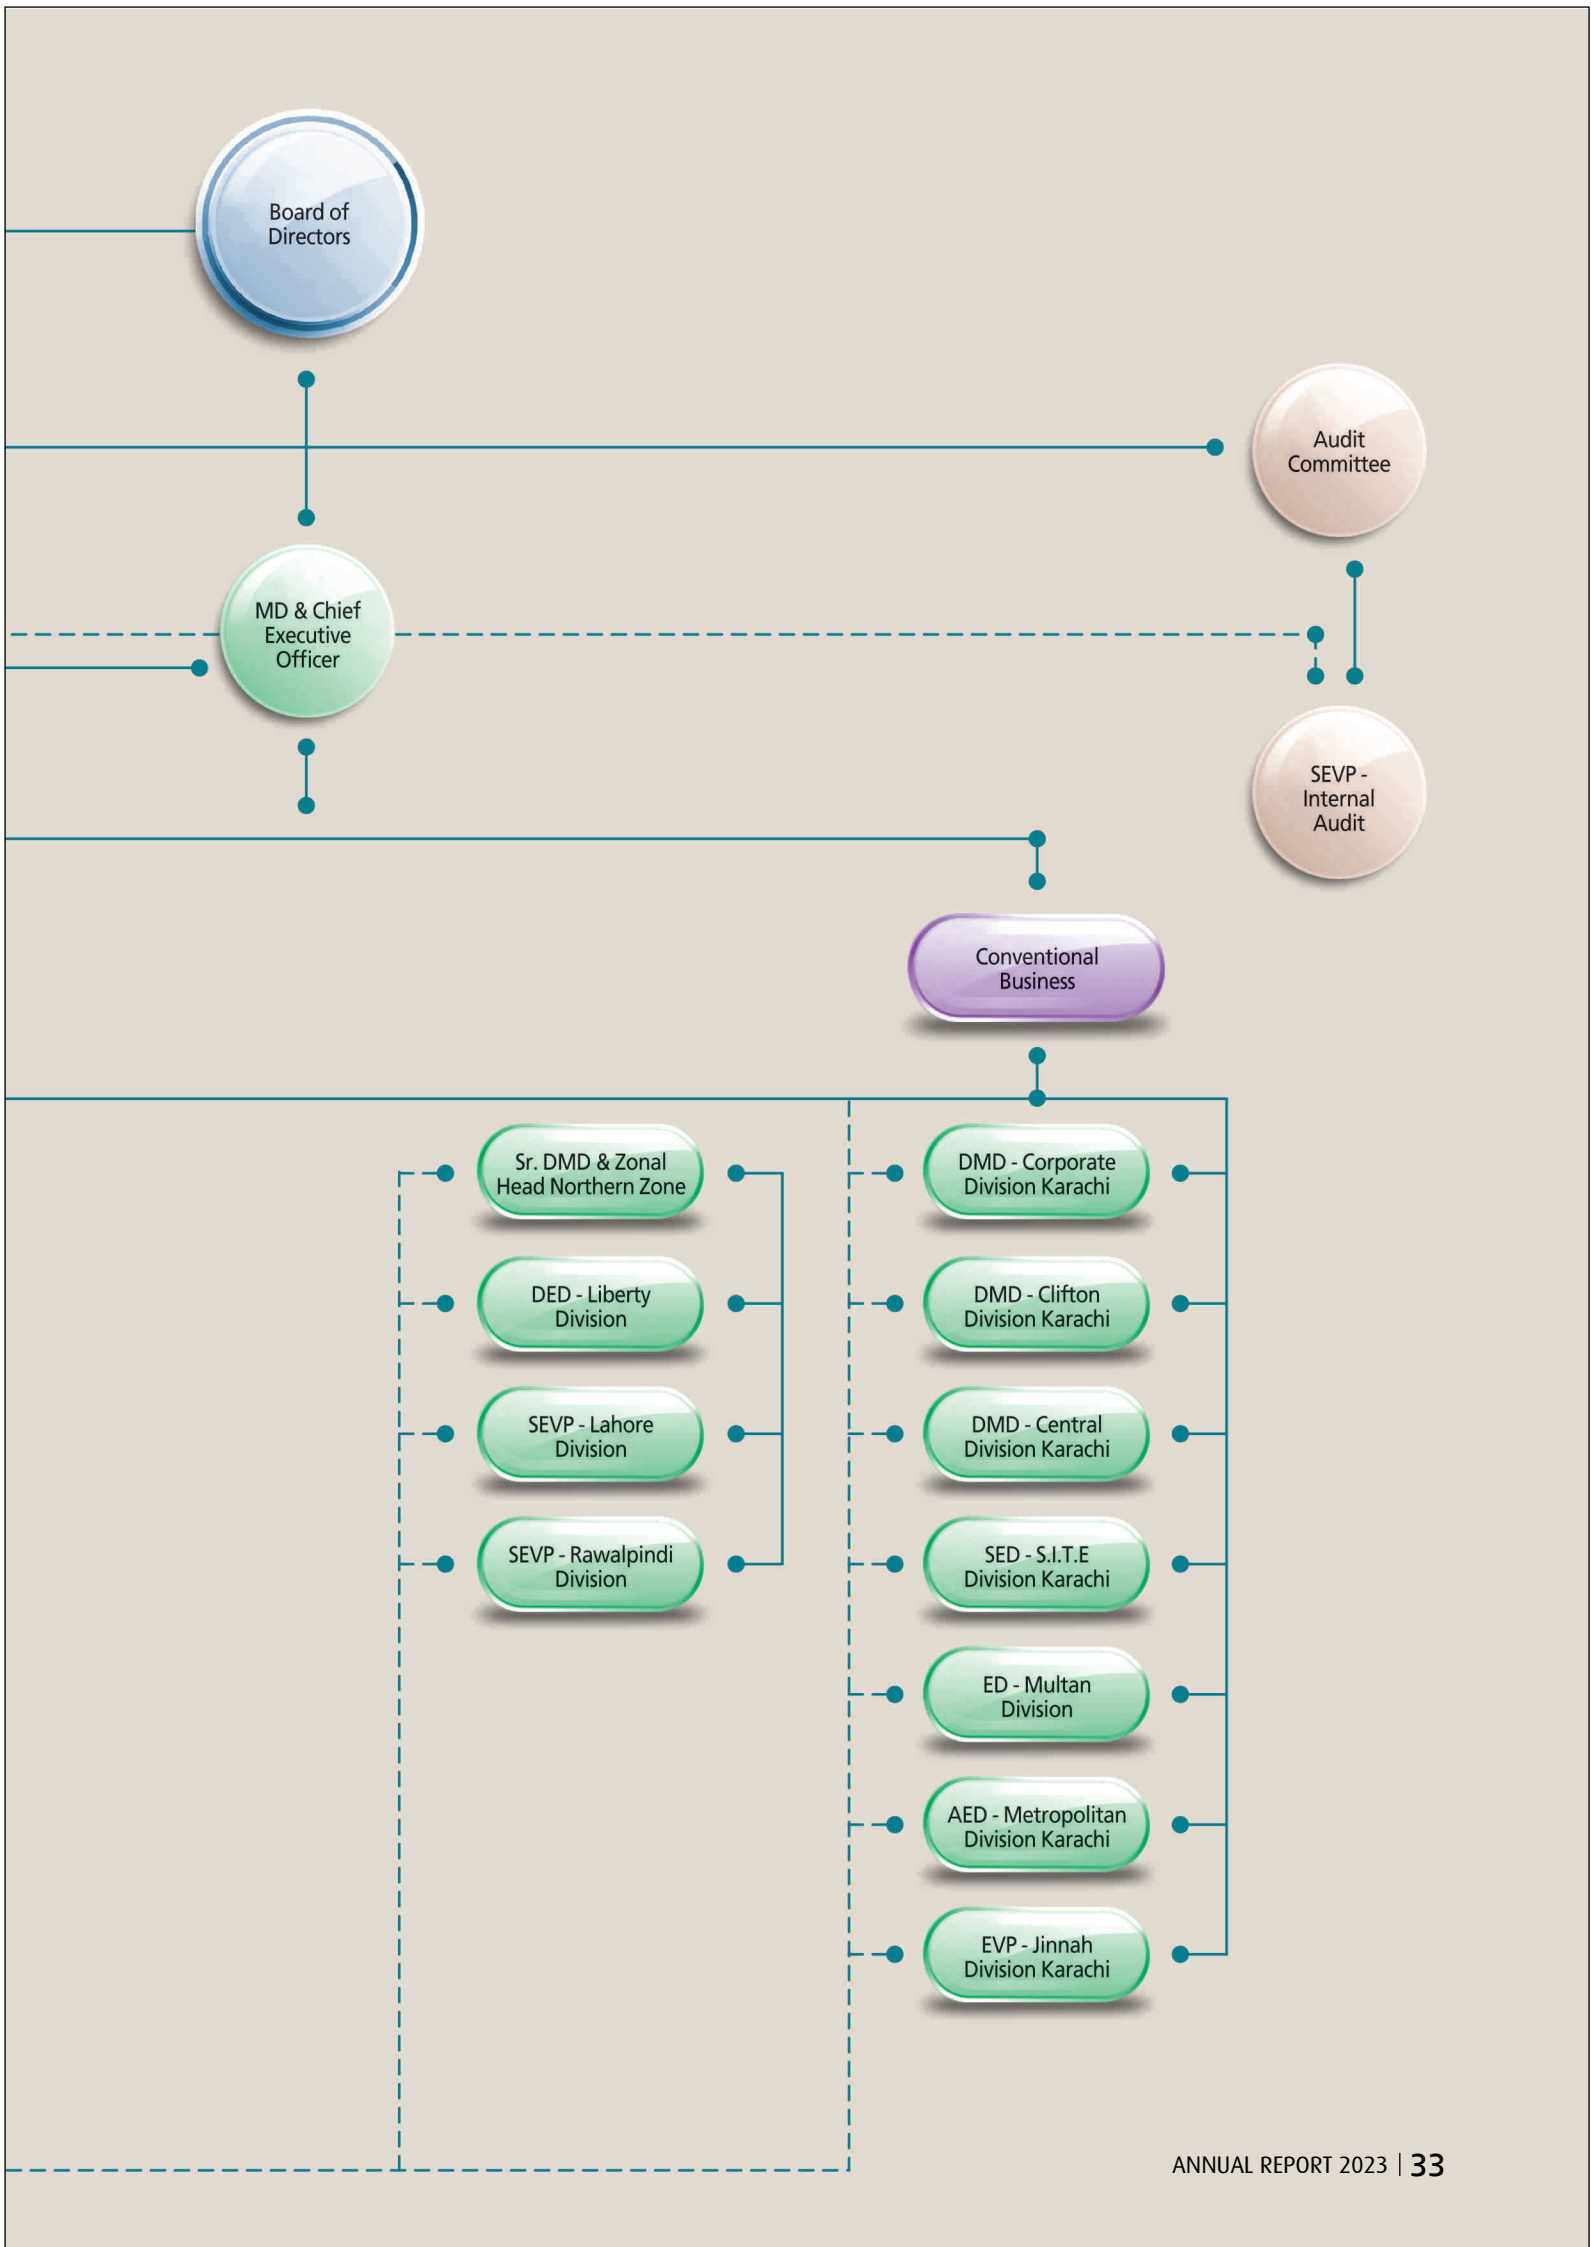 Board of
Directors
Audit
Committee
MD & Chief
Executive
Officer
SEVP -
Internal
Audit
Conventional
Business
Sr. DMD & Zonal
Head Northern Zone
DED - Liberty
Division
SEVP - Lahore
Division
SEVP - Rawalpindi
Division
DMD - Corporate
Division Karachi
DMD - Clifton
Division Karachi
DMD - Central
Division Karachi
SED - S.I.T.E
Division Karachi
ED - Multan
Division
AED - Metropolitan
Division Karachi
EVP - Jinnah
Division Karachi
ANNUAL REPORT 2023 | 33